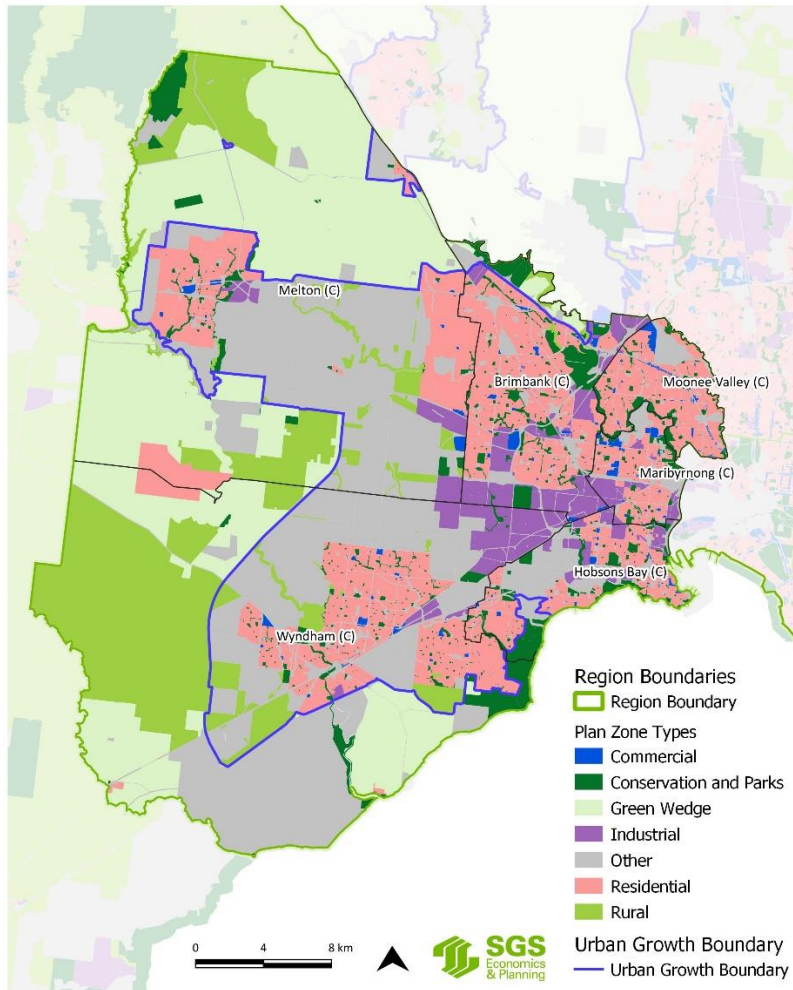 Melton (C)
Brimbank (C)
Moonee Valley (C)
Maribyrnong (C)
Hobsons Bay (C)
Wyndham (C)
Region Boundaries
Region Boundary
Plan Zone Types
Commercial
Conservation and Parks
Green Wedge
Industrial
Other
Residential
Rural
Urban Growth Boundary
Urban Growth Boundary
0 4 8 km
SGS
Economics
& Planning